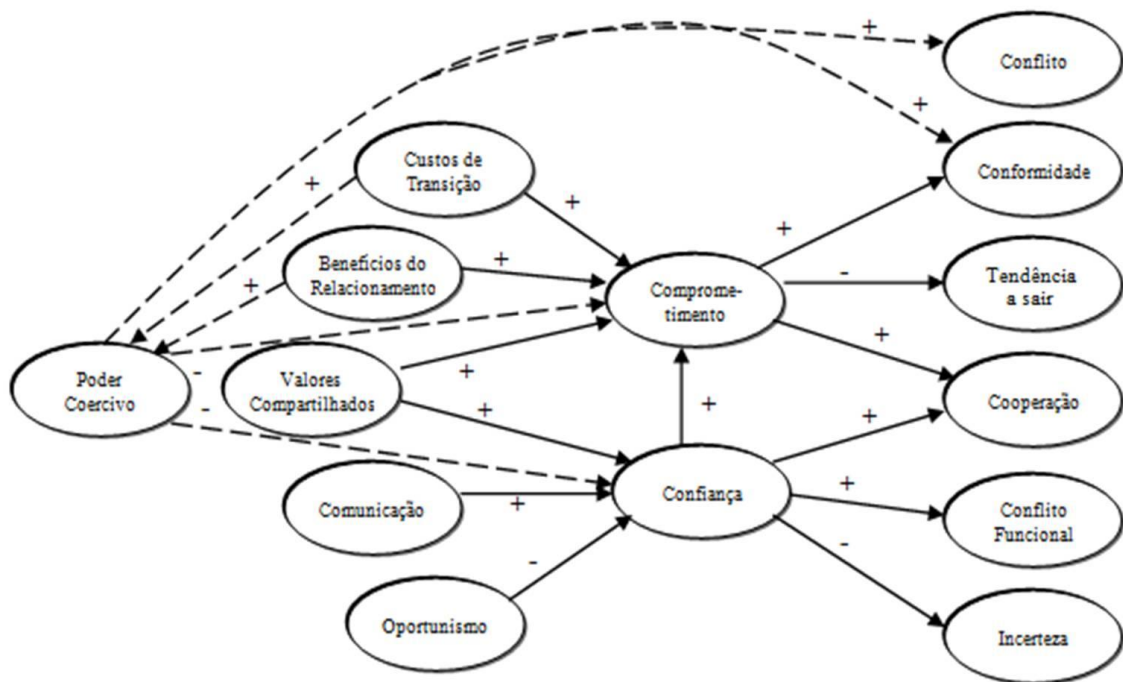 +
Conflito
+
Custos de
Transição
Conformidade
+
+
+
Benefícios do
Relacionamento
+
+
Comprome-
timento
-
Tendência
a sair
Poder
Coercivo
-
Valores
Compartilhados
+
+
Cooperação
-
+
+
+
Comunicação
+
Confiança
+
Conflito
Funcional
-
-
Oportunismo
Incerteza